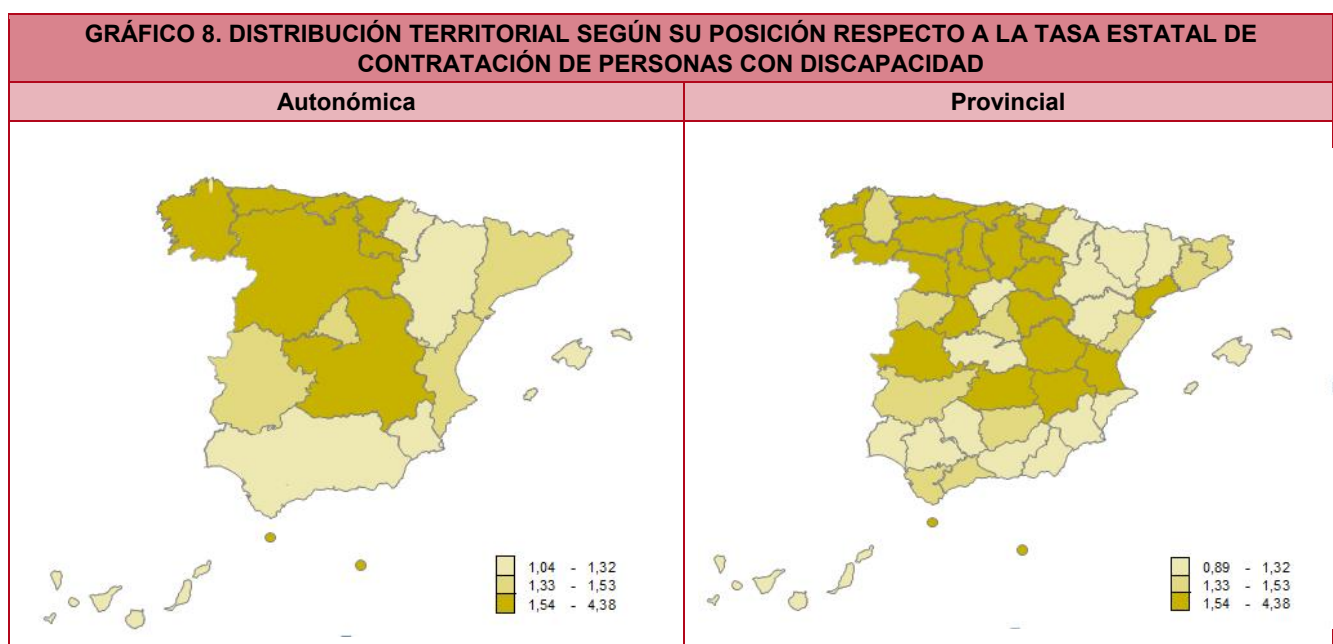 GRÁFICO 8. DISTRIBUCIÓN TERRITORIAL SEGÚN SU POSICIÓN RESPECTO A LA TASA ESTATAL DE
CONTRATACIÓN DE PERSONAS CON DISCAPACIDAD
Autonómica
Provincial
1,04 - 1,32
1,33 - 1,53
1,54 - 4,38
0,89 - 1,32
1,33 - 1,53
1,54 - 4,38